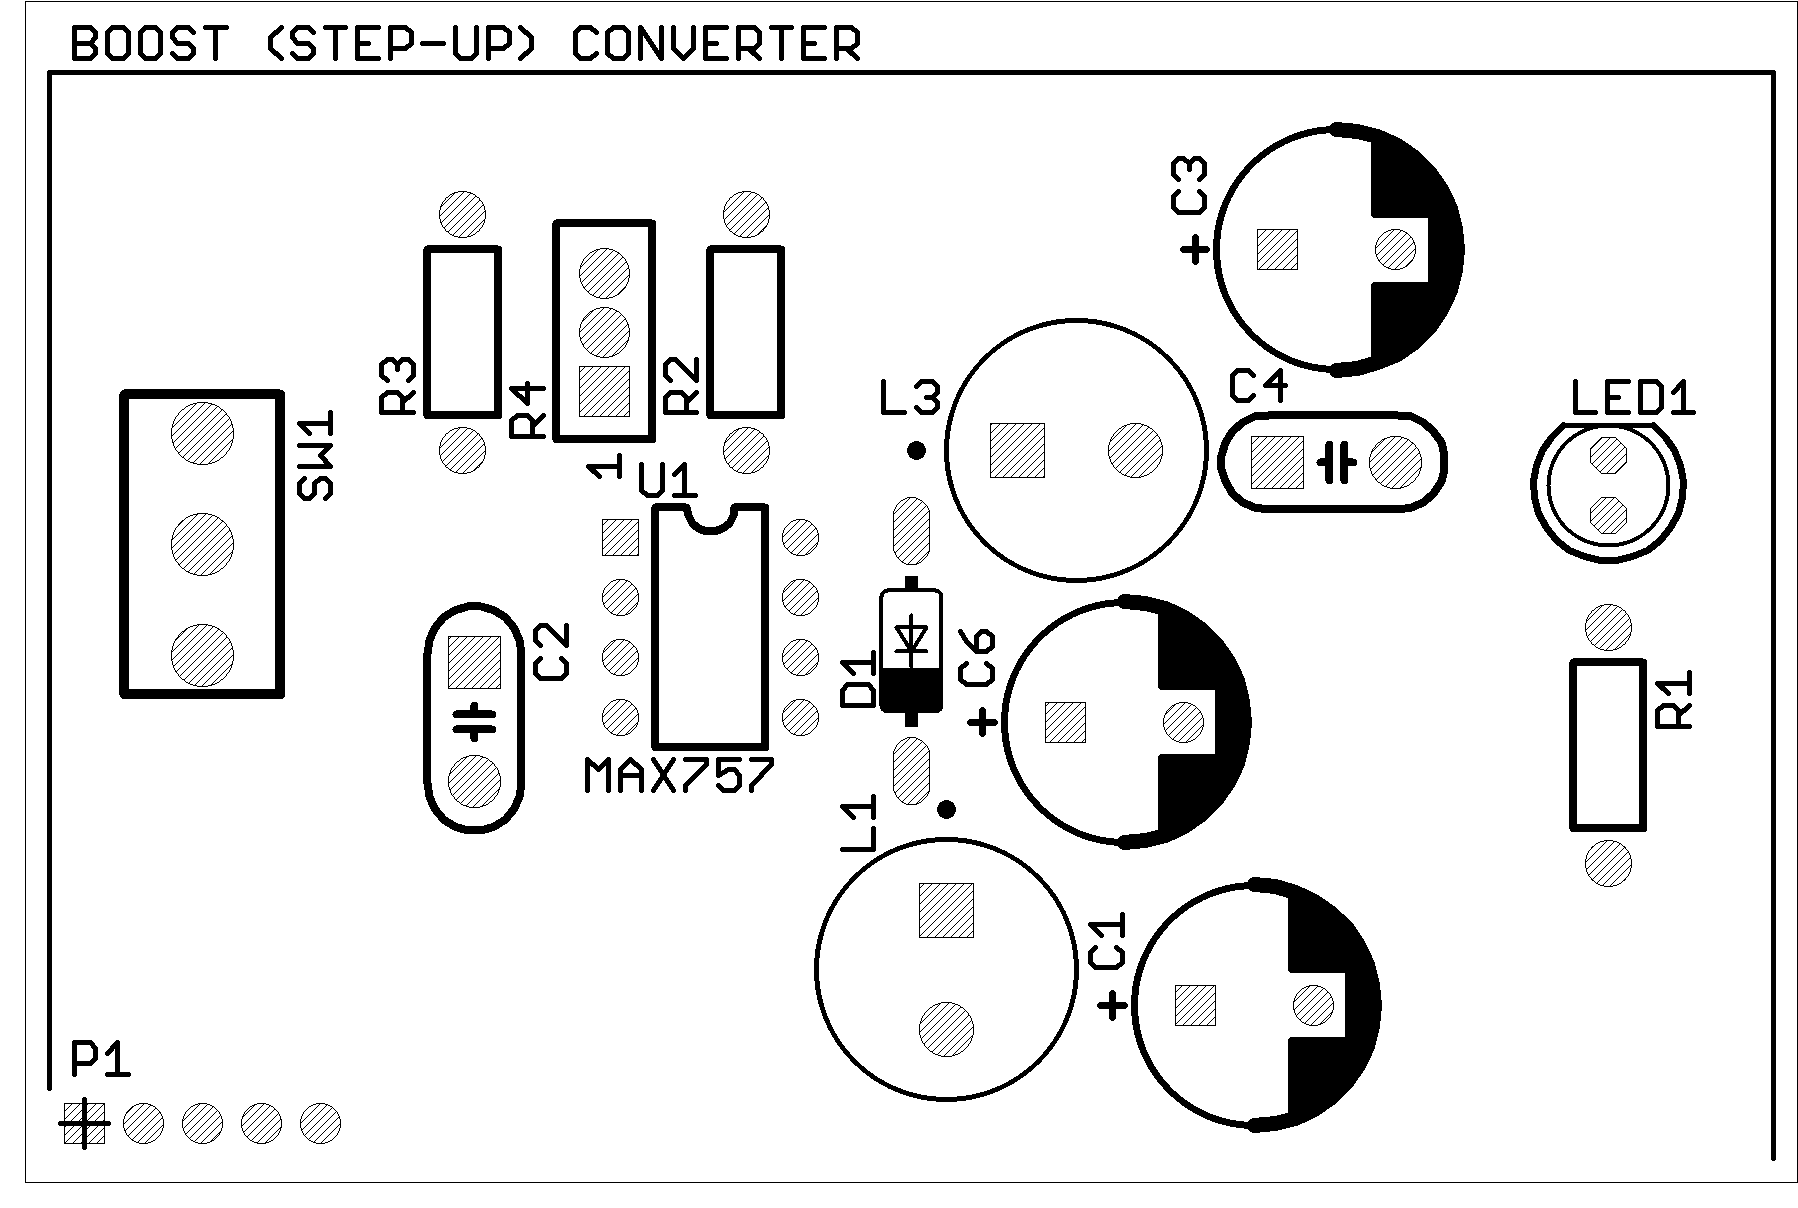 BOOST (STEP-UP) CONVERTER
C3
+
R3
R4
R2
L3
C4
LED1
SW1
1
U1
C2
D1
C6
+
R1
MAX757
L1
C1
+
P1